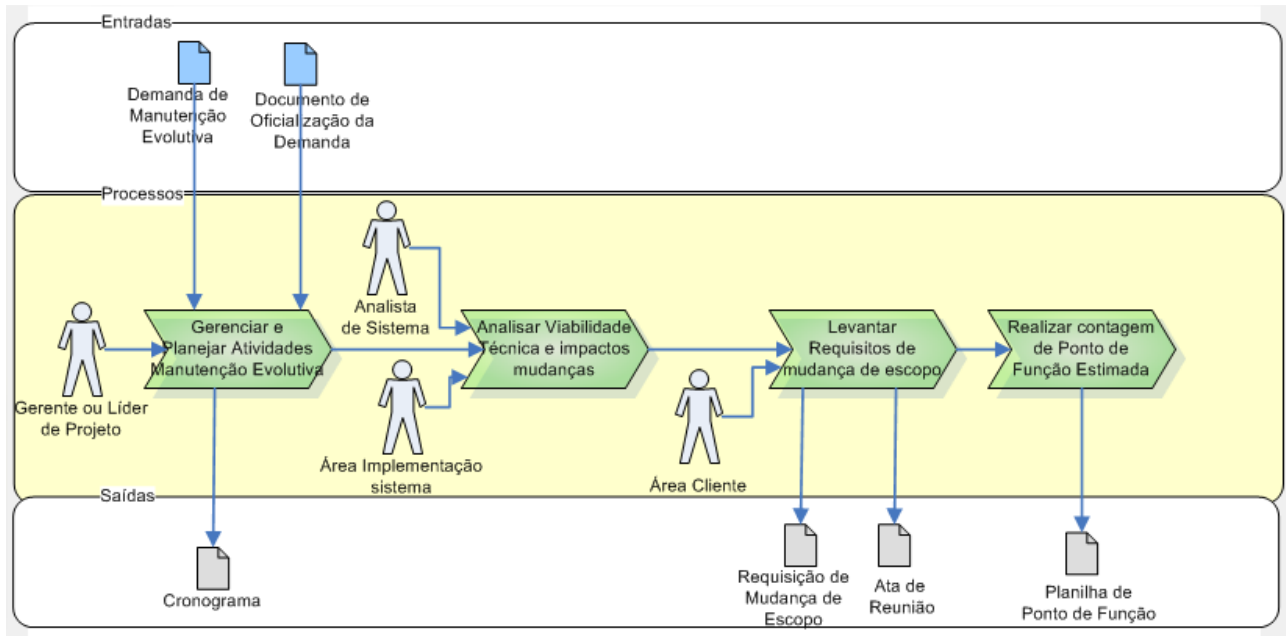 Entradas
Demanda de
Manutenção
Evolutiva
Documento de
Oficialização da
Demanda
Processos
Analista
de Sistema
Gerenciar e
Planejar Atividades
Manutenção Evolutiva
Analisar Viabilidade
Técnica e impactos
mudanças
Levantar
Requisitos de
mudança de escopo
Realizar contagem
de Ponto de
Função Estimada
Gerente ou Líder
de Projeto
Área Implementação
sistema
Área Cliente
Saídas
Cronograma
Requisição de
Mudança de
Escopo
Ata de
Reunião
Planilha de
Ponto de Função